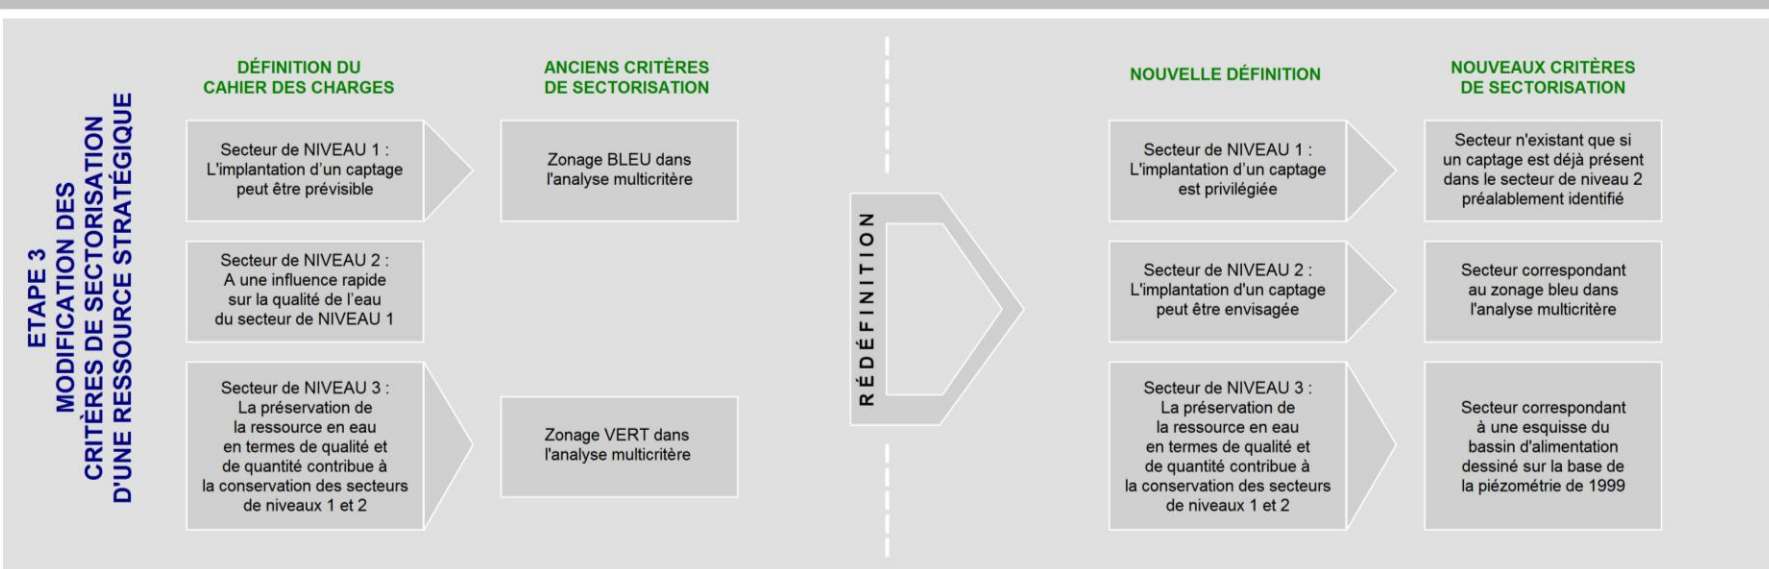 ETAPE 3
MODIFICATION DES
CRITÈRES DE SECTORISATION
D'UNE RESSOURCE STRATÉGIQUE
DÉFINITION DU
CAHIER DES CHARGES
Secteur de NIVEAU 1 :
L'implantation d'un captage
peut être prévisible
Secteur de NIVEAU 2 :
A une influence rapide
sur la qualité de l'eau
du secteur de NIVEAU 1
Secteur de NIVEAU 3 :
La préservation de
la ressource en eau
en termes de qualité et
de quantité contribue à
la conservation des secteurs
de niveaux 1 et 2
ANCIENS CRITÈRES
DE SECTORISATION
Zonage BLEU dans
l'analyse multicritère
Zonage VERT dans
l'analyse multicritère
RÉDÉFINITION
NOUVELLE DÉFINITION
Secteur de NIVEAU 1 :
L'implantation d'un captage
est privilégiée
Secteur de NIVEAU 2 :
L'implantation d'un captage
peut être envisagée
Secteur de NIVEAU 3 :
La préservation de
la ressource en eau
en termes de qualité et
de quantité contribue à
la conservation des secteurs
de niveaux 1 et 2
NOUVEAUX CRITÈRES
DE SECTORISATION
Secteur n'existant que si
un captage est déjà présent
dans le secteur de niveau 2
préalablement identifié
Secteur correspondant
au zonage bleu dans
l'analyse multicritère
Secteur correspondant
à une esquisse du
bassin d'alimentation
dessiné sur la base de
la piézométrie de 1999